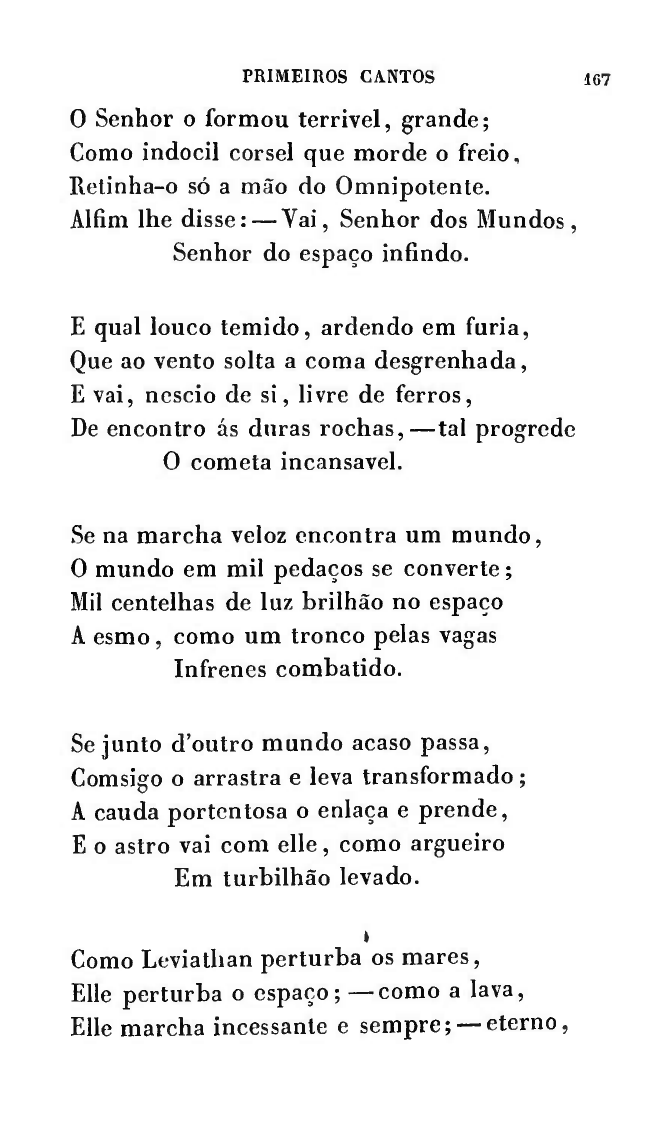 PRIMEIROS CANTOS 167
O Senhor o formou terrivel, grande;
Como indocil corsel que morde o freio,
Retinha-o só a mão do Omnipotente.
Alfim lhe disse: — Vai, Senhor dos Mundos,
Senhor do espaço infindo.
E qual louco temido, ardendo em furia,
Que ao vento solta a coma desgrenhada,
E vai, nescio de si, livre de ferros,
De encontro ás duras rochas, — tal progrede
O cometa incansavel.
Se na marcha veloz encontra um mundo,
O mundo em mil pedaços se converte;
Mil centelhas de luz brilhão no espaço
A esmo, como um tronco pelas vagas
Infrenes combatido.
Se junto d'outro mundo acaso passa,
Comsigo o arrastra e leva transformado;
A cauda portentosa o enlaça e prende,
E o astro vai com elle, como argueiro
Em turbilhão levado.
Como Leviathan perturba os mares,
Elle perturba o espaço; — como a lava,
Elle marcha incessante e sempre; — eterno,